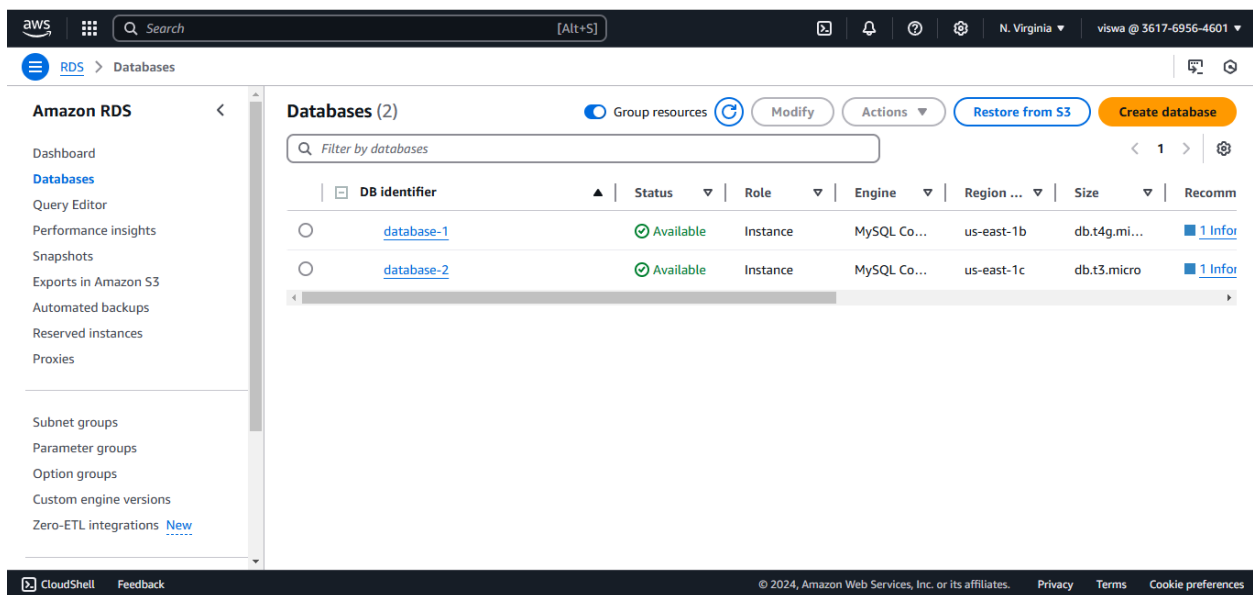 aws Search [Alt+S] N. Virginia ▼ viswa @ 3617-6956-4601 ▼
RDS > Databases
Amazon RDS
Dashboard
Databases
Query Editor
Performance insights
Snapshots
Exports in Amazon S3
Automated backups
Reserved instances
Proxies
Subnet groups
Parameter groups
Option groups
Custom engine versions
Zero-ETL integrations New
Databases (2) Group resources Modify Actions ▼ Restore from S3 Create database
Filter by databases < 1 >
DB identifier Status Role Engine Region ... Size Recomm
database-1 Available Instance MySQL Co... us-east-1b db.t4g.mi... 1 Infor
database-2 Available Instance MySQL Co... us-east-1c db.t3.micro 1 Infor
CloudShell Feedback © 2024, Amazon Web Services, Inc. or its affiliates. Privacy Terms Cookie preferences